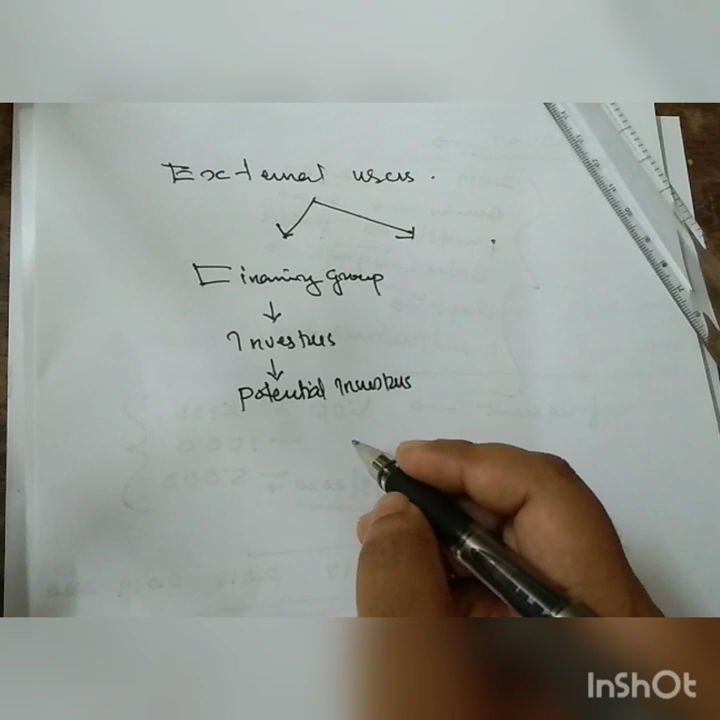 External users.
Financing group
Investors
Potential Investors
InShOt